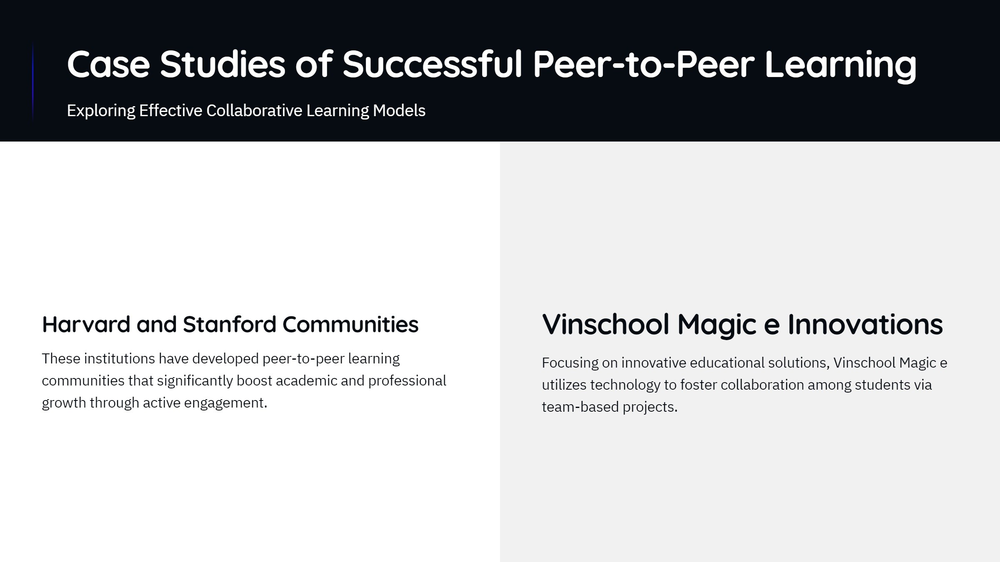 Case Studies of Successful Peer-to-Peer Learning
Exploring Effective Collaborative Learning Models
Harvard and Stanford Communities
These institutions have developed peer-to-peer learning
communities that significantly boost academic and professional
growth through active engagement.
Vinschool Magic e Innovations
Focusing on innovative educational solutions, Vinschool Magic e
utilizes technology to foster collaboration among students via
team-based projects.